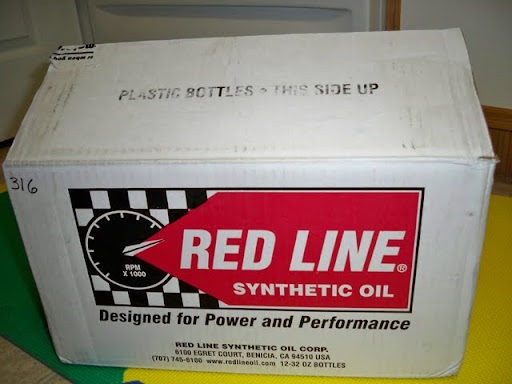 PLASTIC BOTTLES • THIS SIDE UP
316
RPM
X 1000
RED LINE®
SYNTHETIC OIL
Designed for Power and Performance
RED LINE SYNTHETIC OIL CORP.
6100 EGRET COURT, BENICIA, CA 94510 USA
(707) 745-6100 www.redlineoil.com 12-32 OZ BOTTLES